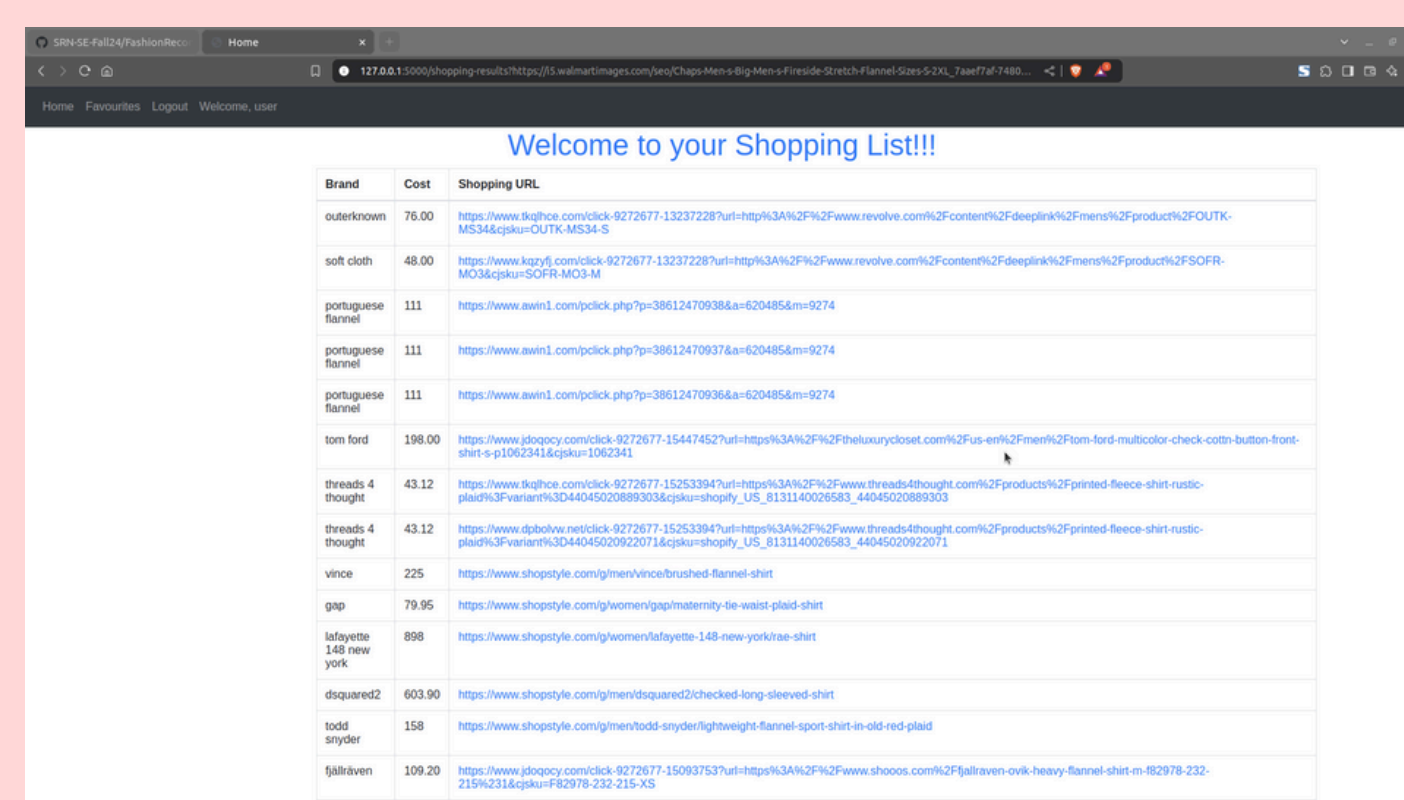 SRN-SE-Fall24/FashionReco
Home
127.0.0.1:5000/shopping-results?https://i5.walmartimages.com/seo/Chaps-Men-s-Big-Men-s-Fireside-Stretch-Flannel-Sizes-S-2XL_7aaef7af-7480...
Home Favourites Logout Welcome, user
Welcome to your Shopping List!!!
Brand Cost Shopping URL
outerknown 76.00 https://www.tkqlhce.com/click-9272677-13237228?url=http%3A%2F%2Fwww.revolve.com%2Fcontent%2Fdeeplink%2Fmens%2Fproduct%2FOUTK-
MS34&cjsku=OUTK-MS34-S
soft cloth 48.00 https://www.kqzyfj.com/click-9272677-13237228?url=http%3A%2F%2Fwww.revolve.com%2Fcontent%2Fdeeplink%2Fmens%2Fproduct%2FSOFR-
MO3&cjsku=SOFR-MO3-M
portuguese 111 https://www.awin1.com/pclick.php?p=38612470938&a=620485&m=9274
flannel
portuguese 111 https://www.awin1.com/pclick.php?p=38612470937&a=620485&m=9274
flannel
portuguese 111 https://www.awin1.com/pclick.php?p=38612470936&a=620485&m=9274
flannel
tom ford 198.00 https://www.jdoqocy.com/click-9272677-15447452?url=https%3A%2F%2Ftheluxurycloset.com%2Fus-en%2Fmen%2Ftom-ford-multicolor-check-cottn-button-front-
shirt-s-p1062341&cjsku=1062341
threads 4 43.12 https://www.tkqlhce.com/click-9272677-15253394?url=https%3A%2F%2Fwww.threads4thought.com%2Fproducts%2Fprinted-fleece-shirt-rustic-
thought plaid%3Fvariant%3D44045020889303&cjsku=shopify_US_8131140026583_44045020889303
threads 4 43.12 https://www.dpbolvw.net/click-9272677-15253394?url=https%3A%2F%2Fwww.threads4thought.com%2Fproducts%2Fprinted-fleece-shirt-rustic-
thought plaid%3Fvariant%3D44045020922071&cjsku=shopify_US_8131140026583_44045020922071
vince 225 https://www.shopstyle.com/g/men/vince/brushed-flannel-shirt
gap 79.95 https://www.shopstyle.com/g/women/gap/maternity-tie-waist-plaid-shirt
lafayette 898 https://www.shopstyle.com/g/women/lafayette-148-new-york/rae-shirt
148 new
york
dsquared2 603.90 https://www.shopstyle.com/g/men/dsquared2/checked-long-sleeved-shirt
todd 158 https://www.shopstyle.com/g/men/todd-snyder/lightweight-flannel-sport-shirt-in-old-red-plaid
snyder
fjällräven 109.20 https://www.jdoqocy.com/click-9272677-15093753?url=https%3A%2F%2Fwww.shooos.com%2Ffjallraven-ovik-heavy-flannel-shirt-m-f82978-232-
215%231&cjsku=F82978-232-215-XS